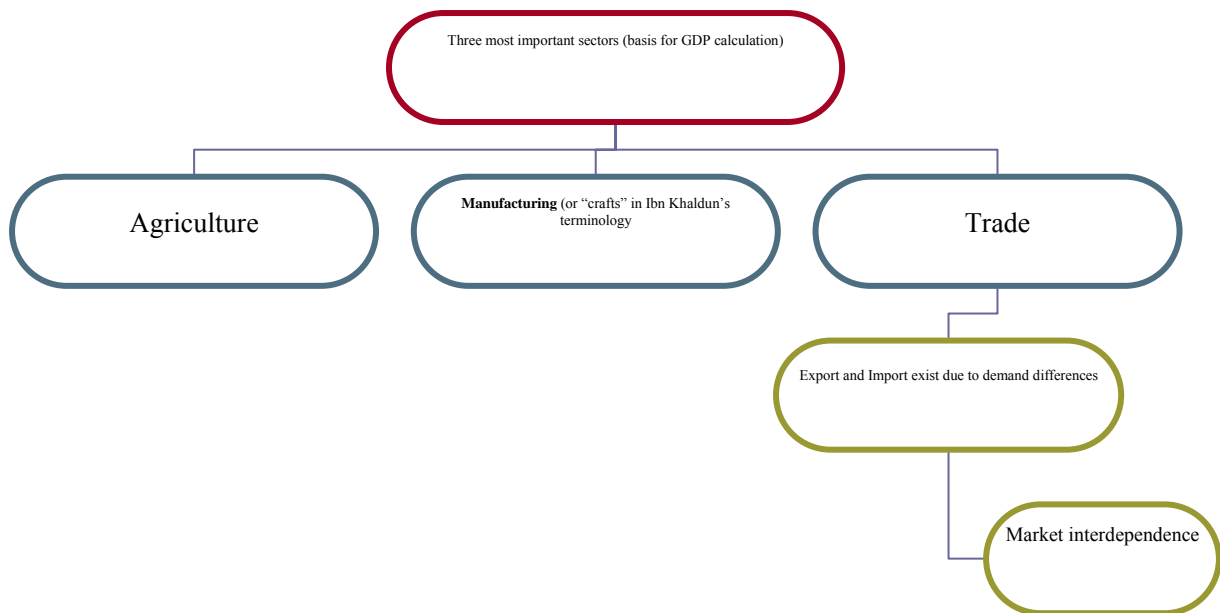 Three most important sectors (basis for GDP calculation)
Agriculture
Manufacturing (or “crafts” in Ibn Khaldun’s
terminology
Trade
Export and Import exist due to demand differences
Market interdependence